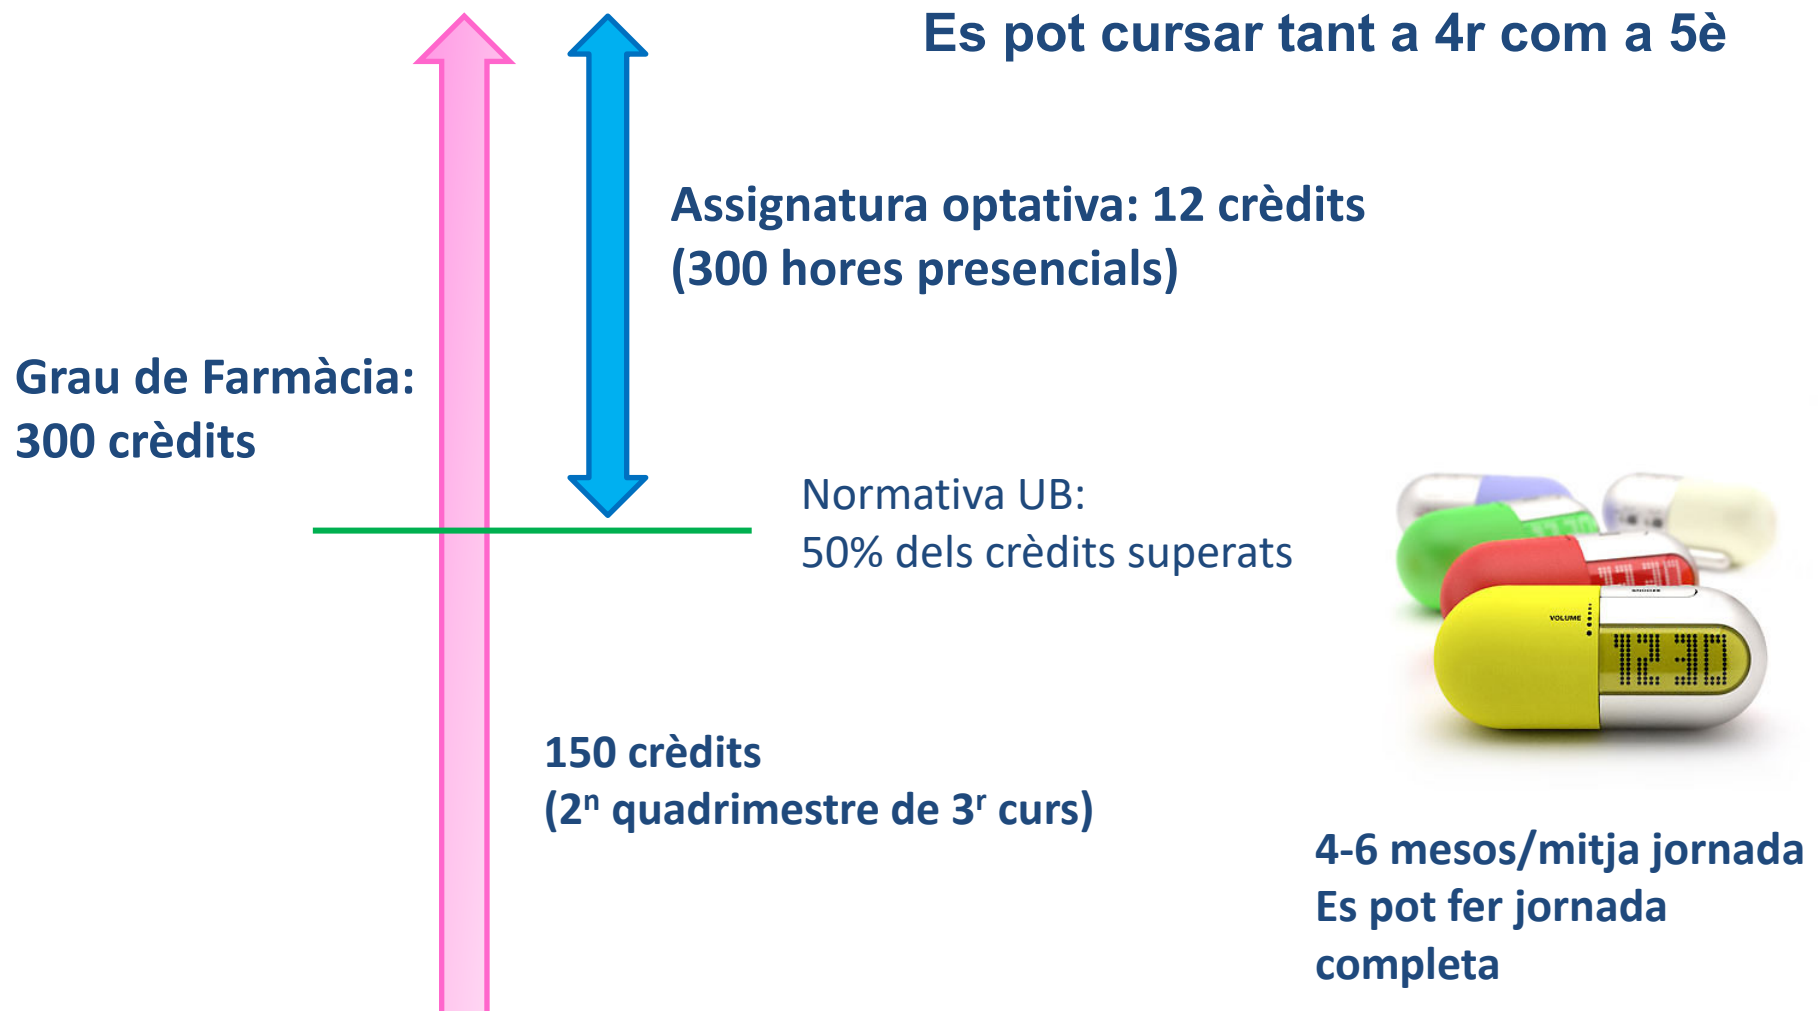 Es pot cursar tant a 4r com a 5è
Assignatura optativa: 12 crèdits
(300 hores presencials)
Grau de Farmàcia:
300 crèdits
Normativa UB:
50% dels crèdits superats
VOLUME
SNOOZE
12 30
150 crèdits
(2ⁿ quadrimestre de 3ʳ curs)
4-6 mesos/mitja jornada
Es pot fer jornada
completa